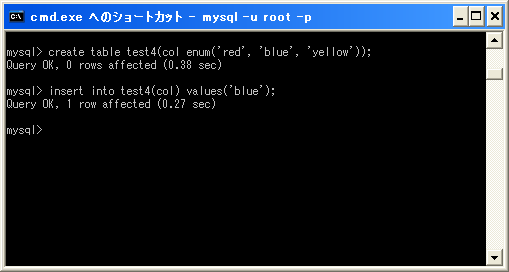 cmd.exe へのショートカット - mysql -u root -p
mysql> create table test4(col enum('red', 'blue', 'yellow'));
Query OK, 0 rows affected (0.38 sec)
mysql> insert into test4(col) values('blue');
Query OK, 1 row affected (0.27 sec)
mysql>